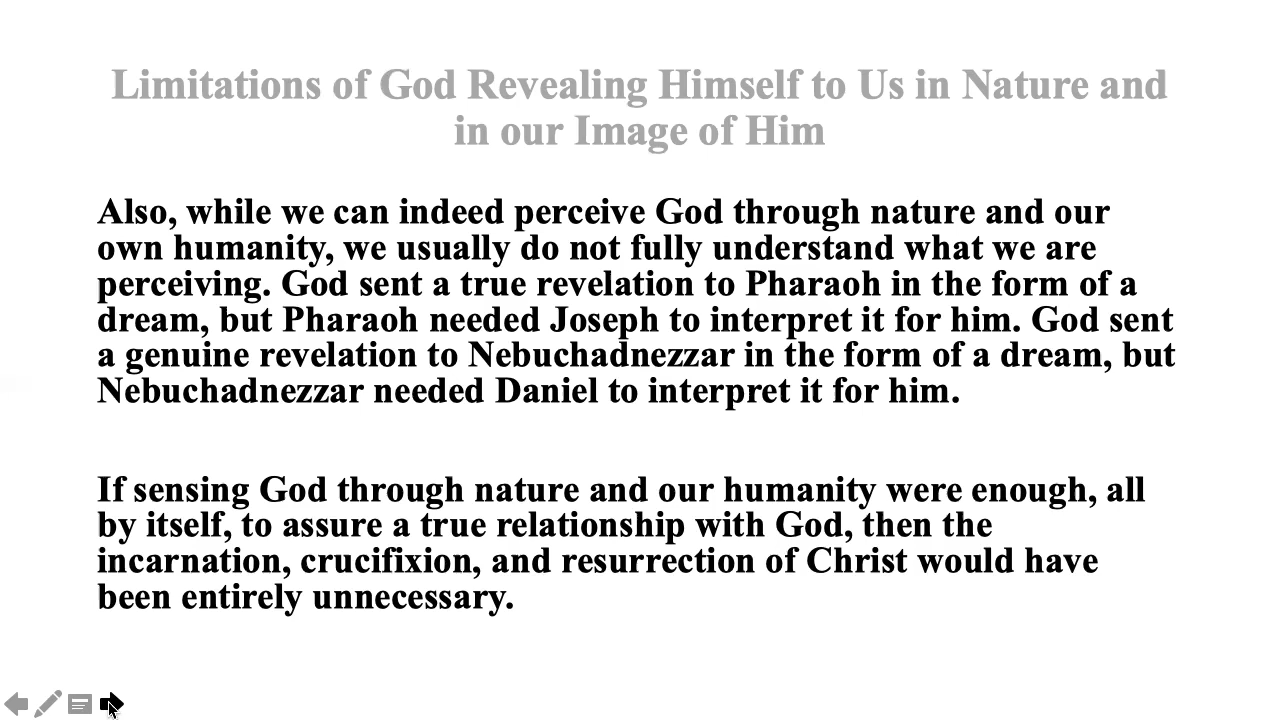 Limitations of God Revealing Himself to Us in Nature and
in our Image of Him
Also, while we can indeed perceive God through nature and our
own humanity, we usually do not fully understand what we are
perceiving. God sent a true revelation to Pharaoh in the form of a
dream, but Pharaoh needed Joseph to interpret it for him. God sent
a genuine revelation to Nebuchadnezzar in the form of a dream, but
Nebuchadnezzar needed Daniel to interpret it for him.
If sensing God through nature and our humanity were enough, all
by itself, to assure a true relationship with God, then the
incarnation, crucifixion, and resurrection of Christ would have
been entirely unnecessary.